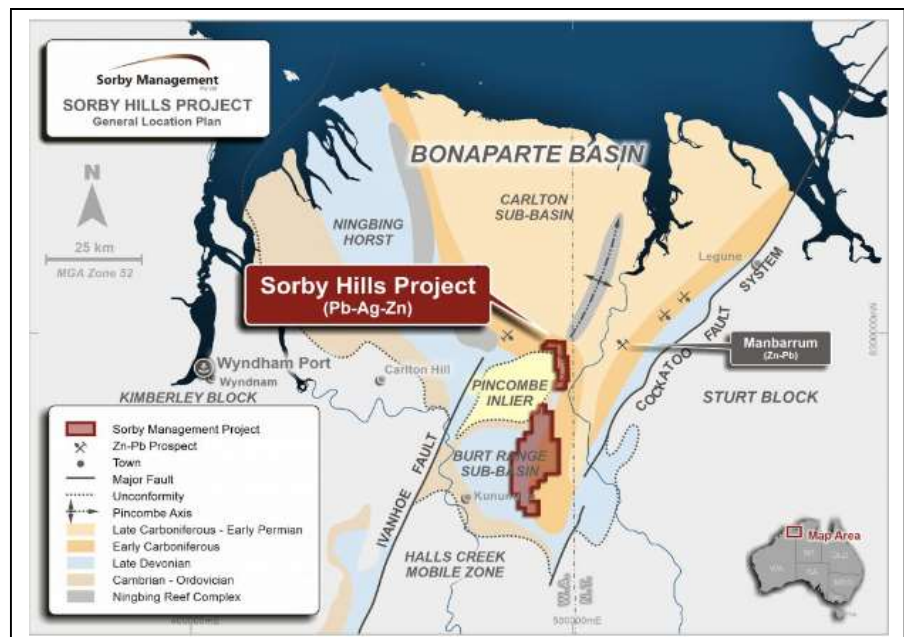 Sorby Management
Pty Ltd
SORBY HILLS PROJECT
General Location Plan
N
25 km
MGA Zone 52
BONAPARTE BASIN
CARLTON
SUB-BASIN
NINGBING
HORST
Legune
Sorby Hills Project
(Pb-Ag-Zn)
COCKATOO FAULT SYSTEM
Manbarrum
(Zn-Pb)
Wyndham Port
Wyndham
Carlton Hill
KIMBERLEY BLOCK
PINCOMBE
INLIER
STURT BLOCK
BURT RANGE
SUB-BASIN
IVANHOE FAULT
HALLS CREEK
MOBILE ZONE
W.A.
N.T.
Sorby Management Project
Zn-Pb Prospect
Town
Major Fault
Unconformity
Pincombe Axis
Late Carboniferous - Early Permian
Early Carboniferous
Late Devonian
Cambrian - Ordovician
Ningbing Reef Complex
Map Area
W.A.
N.T.
QLD
S.A.
500000mE